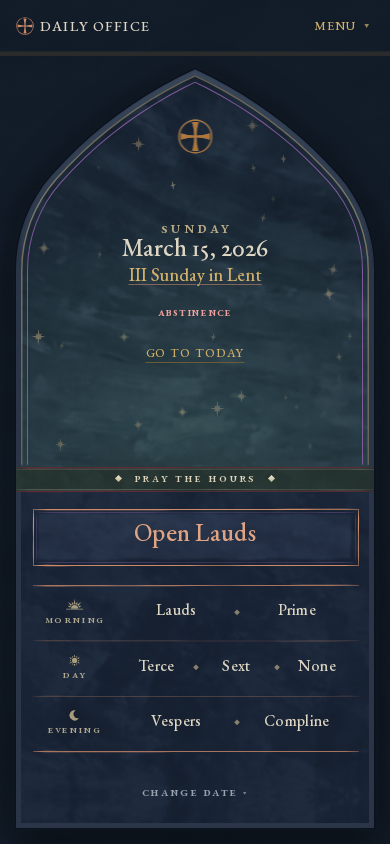 DAILY OFFICE
MENU
SUNDAY
March 15, 2026
III Sunday in Lent
ABSTINENCE
GO TO TODAY
PRAY THE HOURS
Open Lauds
MORNING
Lauds
Prime
DAY
Terce
Sext
None
EVENING
Vespers
Compline
CHANGE DATE